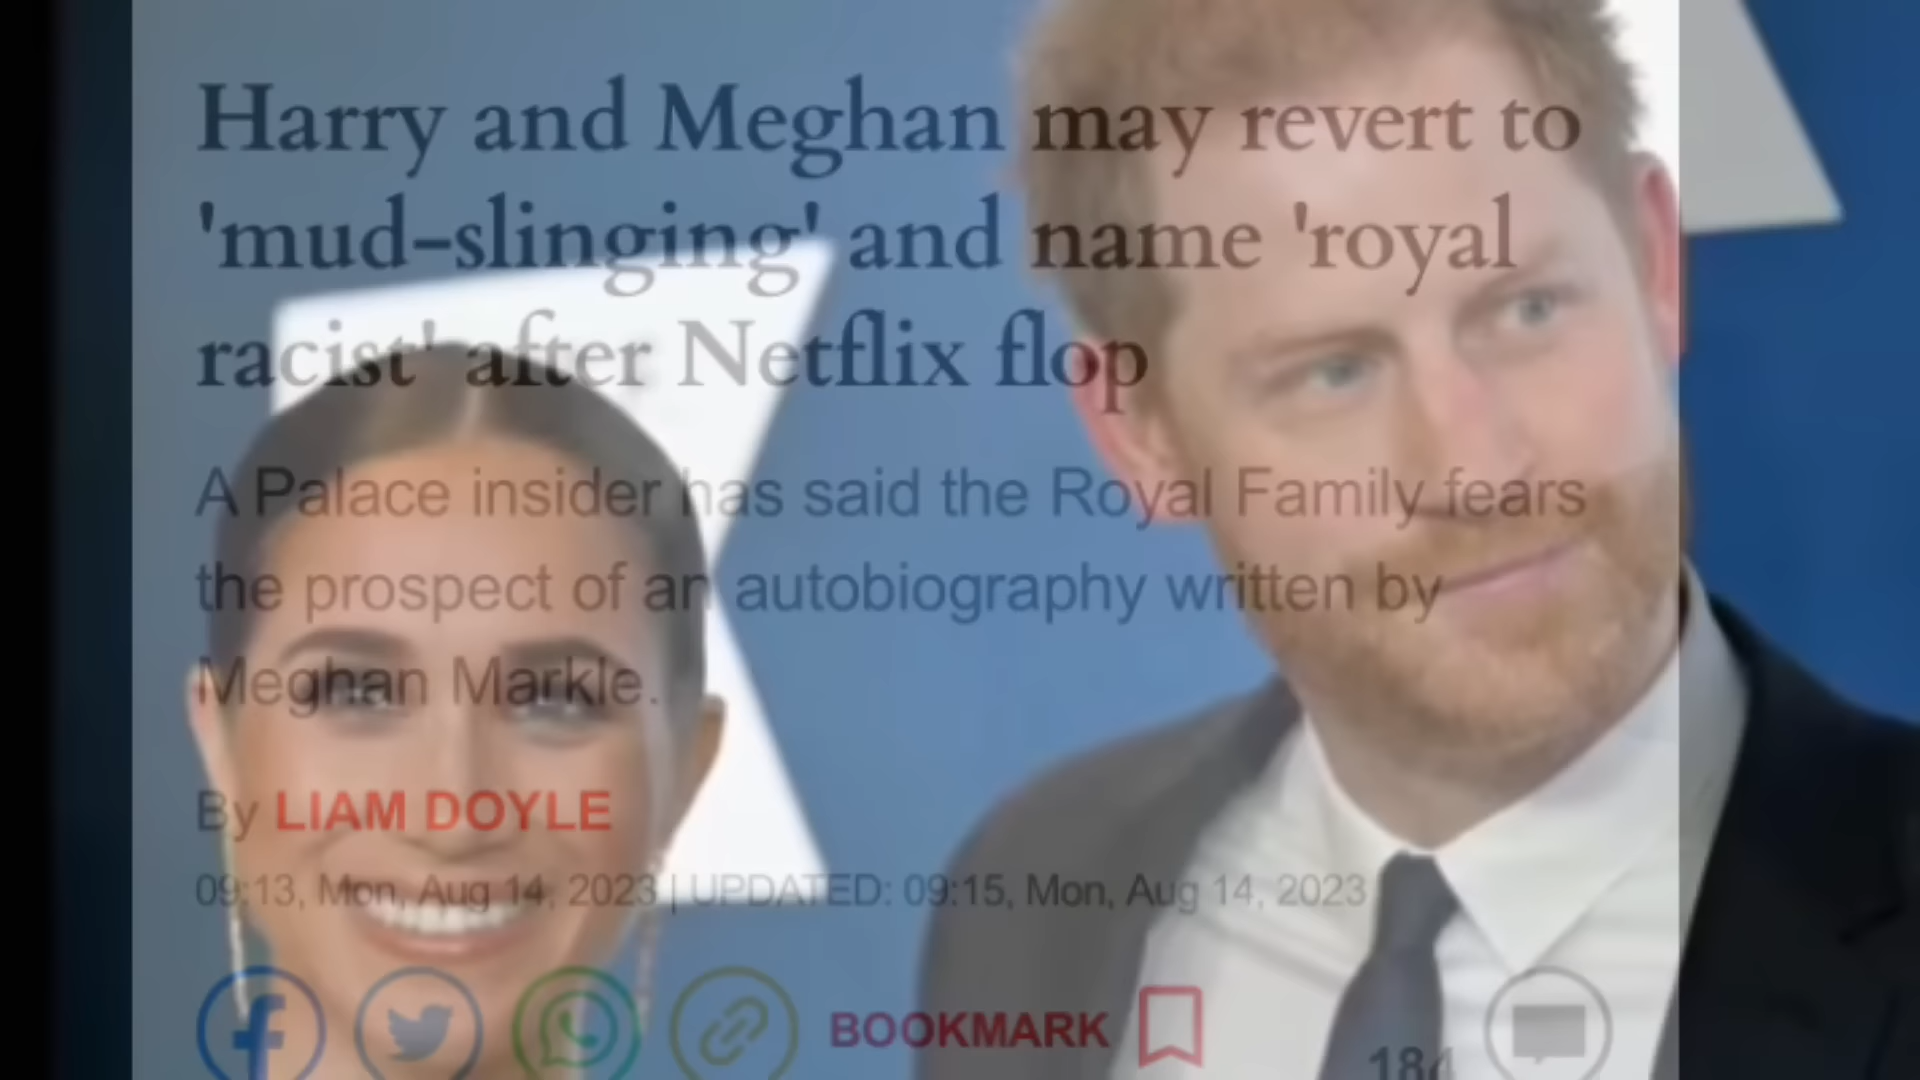 Harry and Meghan may revert to
'mud-slinging' and name 'royal
racist' after Netflix flop
A Palace insider has said the Royal Family fears
the prospect of an autobiography written by
Meghan Markle.
By LIAM DOYLE
09:13, Mon, Aug 14, 2023 | UPDATED: 09:15, Mon, Aug 14, 2023
BOOKMARK